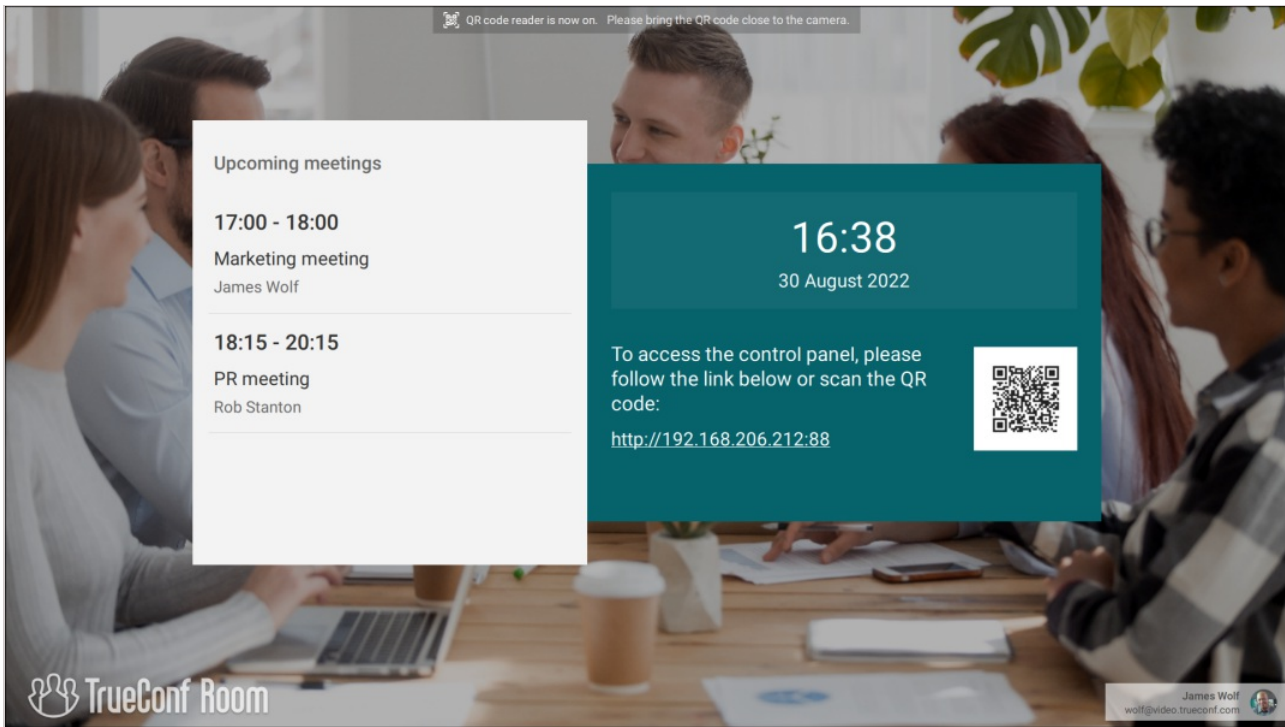 QR code reader is now on. Please bring the QR code close to the camera.
Upcoming meetings
17:00 - 18:00
Marketing meeting
James Wolf
18:15 - 20:15
PR meeting
Rob Stanton
16:38
30 August 2022
To access the control panel, please
follow the link below or scan the QR
code:
http://192.168.206.212:88
TrueConf Room
James Wolf
wolf@video.trueconf.com